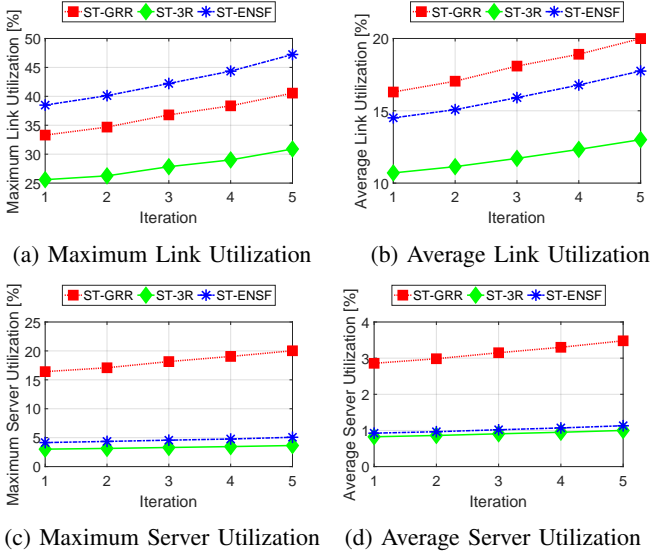 ST-GRR ST-3R ST-ENSF
Maximum Link Utilization [%]
50
45
40
35
30
25
1 2 3 4 5
Iteration
(a) Maximum Link Utilization
ST-GRR ST-3R ST-ENSF
Average Link Utilization [%]
20
15
10
1 2 3 4 5
Iteration
(b) Average Link Utilization
ST-GRR ST-3R ST-ENSF
Maximum Server Utilization [%]
25
20
15
10
5
0
1 2 3 4 5
Iteration
(c) Maximum Server Utilization
ST-GRR ST-3R ST-ENSF
Average Server Utilization [%]
4
3
2
1
0
1 2 3 4 5
Iteration
(d) Average Server Utilization